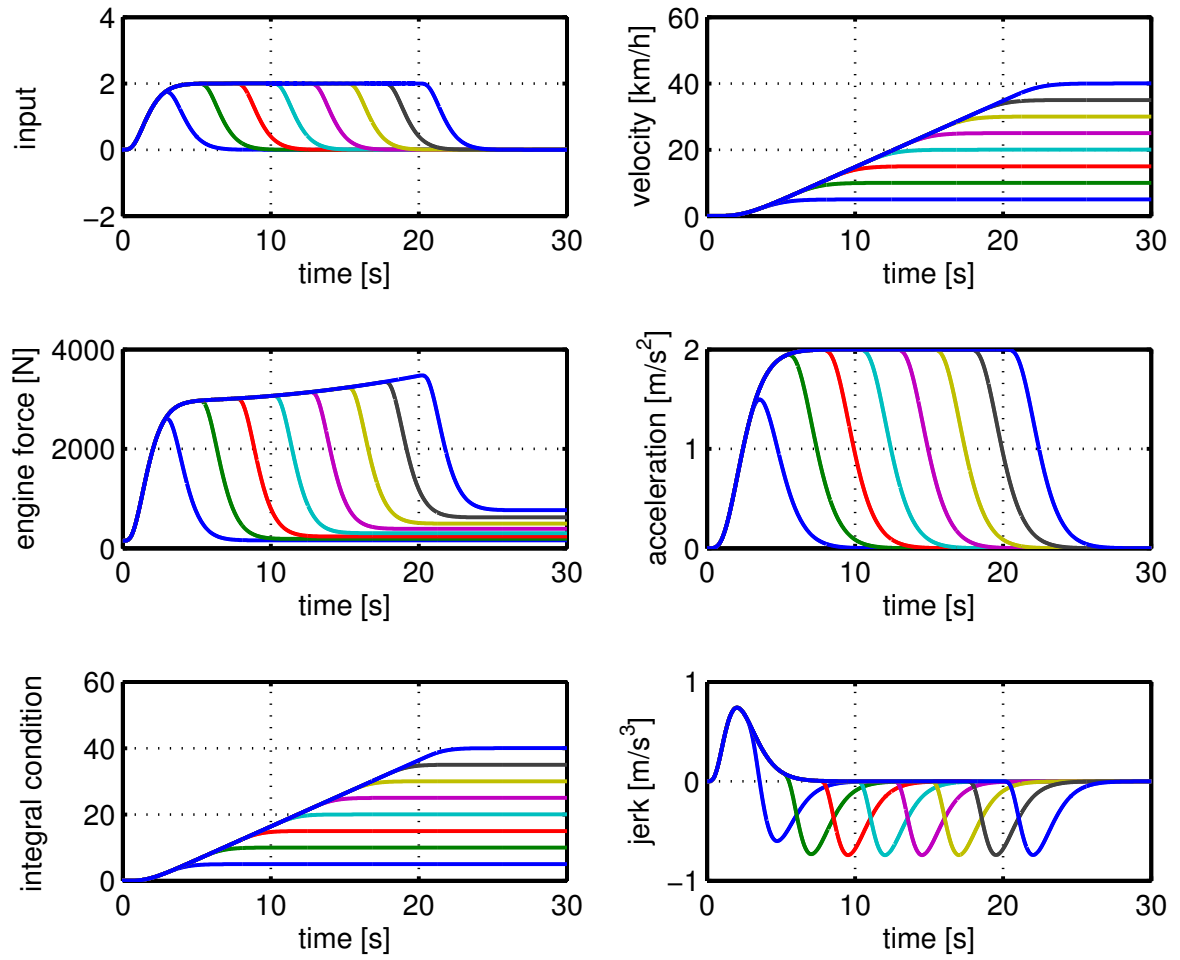 input
4
2
0
−2
0 10 20 30
time [s]
velocity [km/h]
60
40
20
0
0 10 20 30
time [s]
engine force [N]
4000
2000
0
0 10 20 30
time [s]
acceleration [m/s²]
2
1
0
0 10 20 30
time [s]
integral condition
60
40
20
0
0 10 20 30
time [s]
jerk [m/s³]
1
0
−1
0 10 20 30
time [s]